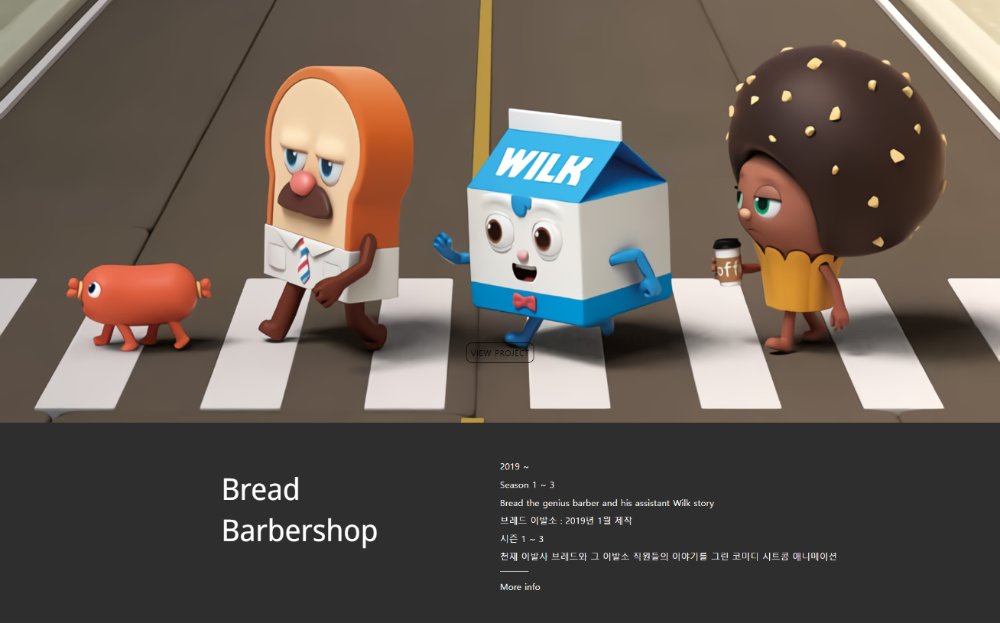 WILK
off
VIEW PROJECT
Bread
Barbershop
2019 ~
Season 1 ~ 3
Bread the genius barber and his assistant Wilk story
브레드 이발소 : 2019년 1월 제작
시즌 1 ~ 3
천재 이발사 브레드와 그 이발소 직원들의 이야기를 그린 코미디 시트콤 애니메이션
More info